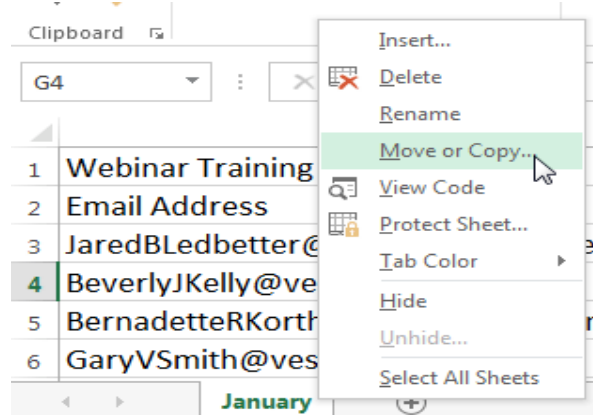 Clipboard
Insert...
G4
Delete
Rename
Move or Copy...
1 Webinar Training
View Code
2 Email Address
Protect Sheet...
3 JaredBLedbetter@
Tab Color
4 BeverlyJKelly@ve
Hide
5 BernadetteRKorth
Unhide...
6 GaryVSmith@ves
Select All Sheets
January